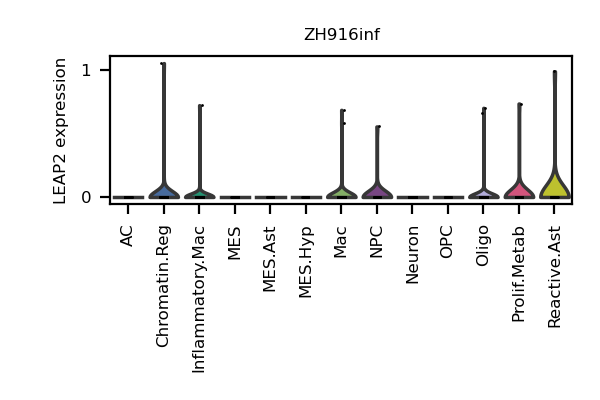 ZH916inf
LEAP2 expression
1
0
AC
Chromatin.Reg
Inflammatory.Mac
MES
MES.Ast
MES.Hyp
Mac
NPC
Neuron
OPC
Oligo
Prolif.Metab
Reactive.Ast